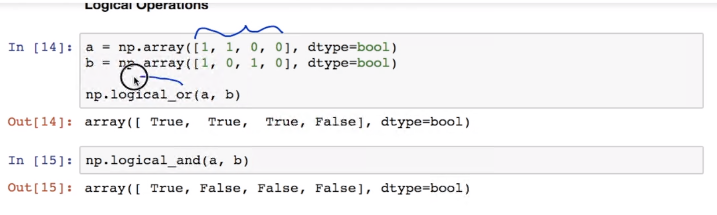 Logical Operations
In [14]: a = np.array([1, 1, 0, 0], dtype=bool)
b = np.array([1, 0, 1, 0], dtype=bool)
np.logical_or(a, b)
Out[14]: array([ True,  True,  True, False], dtype=bool)
In [15]: np.logical_and(a, b)
Out[15]: array([ True, False, False, False], dtype=bool)